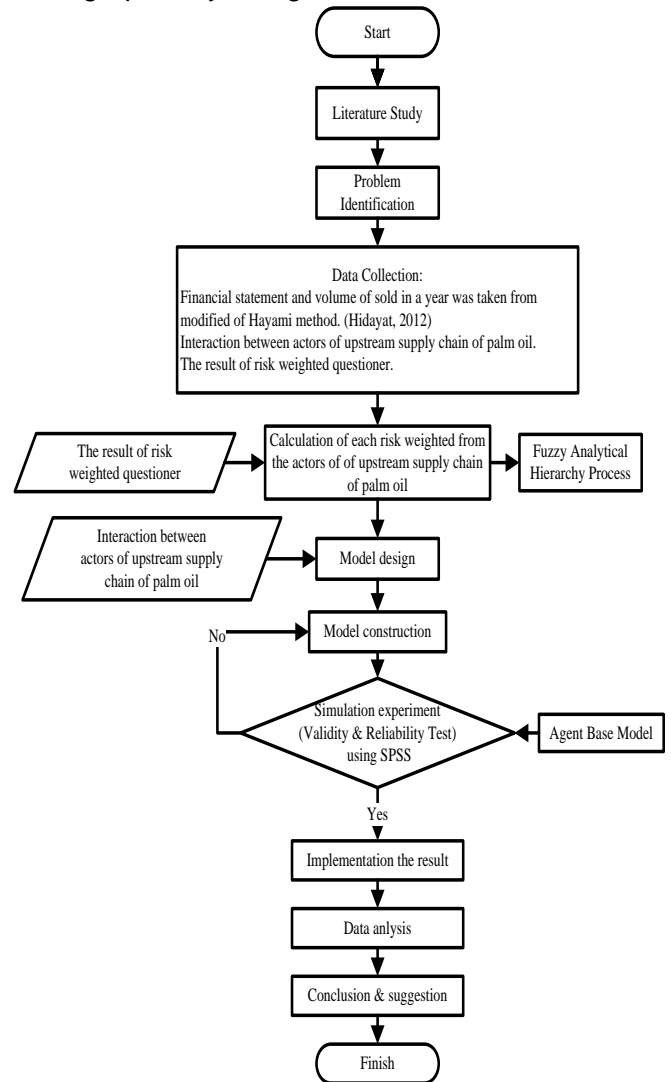 Start
Literature Study
Problem
Identification
Data Collection:
Financial statement and volume of sold in a year was taken from
modified of Hayami method. (Hidayat, 2012)
Interaction between actors of upstream supply chain of palm oil.
The result of risk weighted questioner.
The result of risk
weighted questioner
Calculation of each risk weighted from
the actors of of upstream supply chain
of palm oil
Fuzzy Analytical
Hierarchy Process
Interaction between
actors of upstream supply
chain of palm oil
Model design
No
Model construction
Simulation experiment
(Validity & Reliability Test)
using SPSS
Agent Base Model
Yes
Implementation the result
Data anlysis
Conclusion & suggestion
Finish